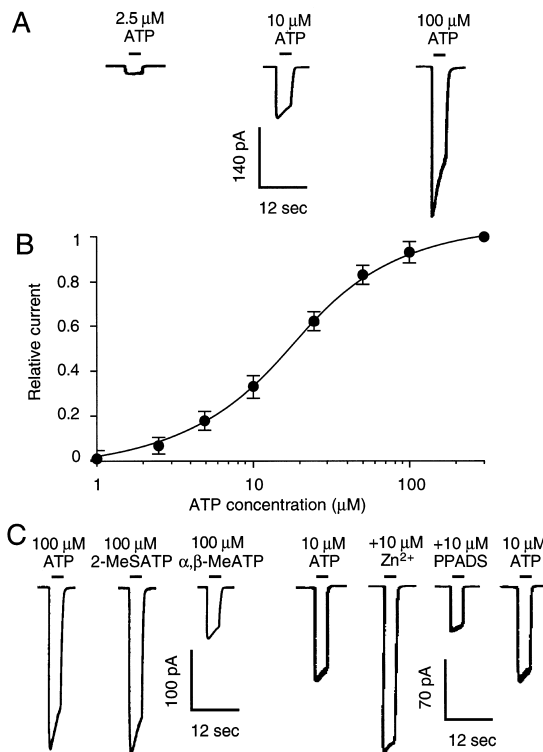 A
2.5 μM
ATP
10 μM
ATP
100 μM
ATP
140 pA
12 sec
B
Relative current
1
0.8
0.6
0.4
0.2
0
1
10
100
ATP concentration (μM)
C
100 μM
ATP
100 μM
2-MeSATP
100 μM
α,β-MeATP
10 μM
ATP
+10 μM
Zn²⁺
+10 μM
PPADS
10 μM
ATP
100 pA
12 sec
70 pA
12 sec